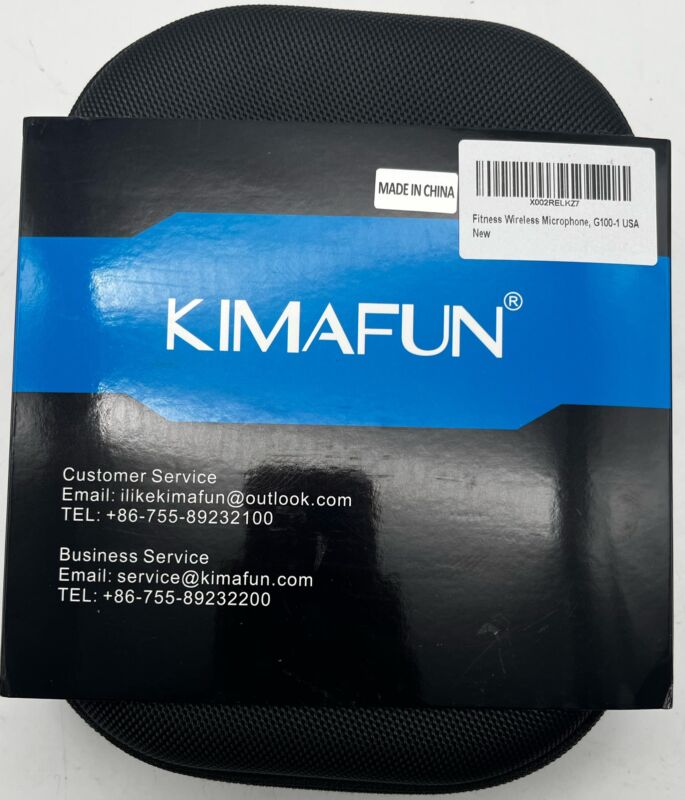 MADE IN CHINA
X002RELKZ7
Fitness Wireless Microphone, G100-1 USA
New
KIMAFUN®
Customer Service
Email: ilikekimafun@outlook.com
TEL: +86-755-89232100
Business Service
Email: service@kimafun.com
TEL: +86-755-89232200